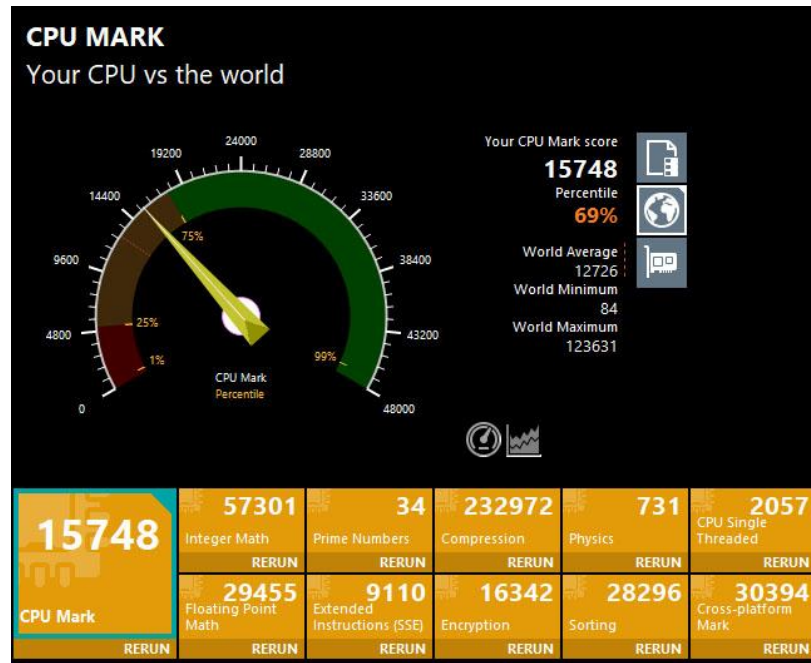 CPU MARK
Your CPU vs the world
0
4800
9600
14400
19200
24000
28800
33600
38400
43200
48000
1%
25%
75%
99%
CPU Mark
Percentile
Your CPU Mark score
15748
Percentile
69%
World Average
12726
World Minimum
84
World Maximum
123631
15748
CPU Mark
RERUN
57301
Integer Math
RERUN
34
Prime Numbers
RERUN
232972
Compression
RERUN
731
Physics
RERUN
2057
CPU Single
Threaded
RERUN
29455
Floating Point
Math
RERUN
9110
Extended
Instructions (SSE)
RERUN
16342
Encryption
RERUN
28296
Sorting
RERUN
30394
Cross-platform
Mark
RERUN